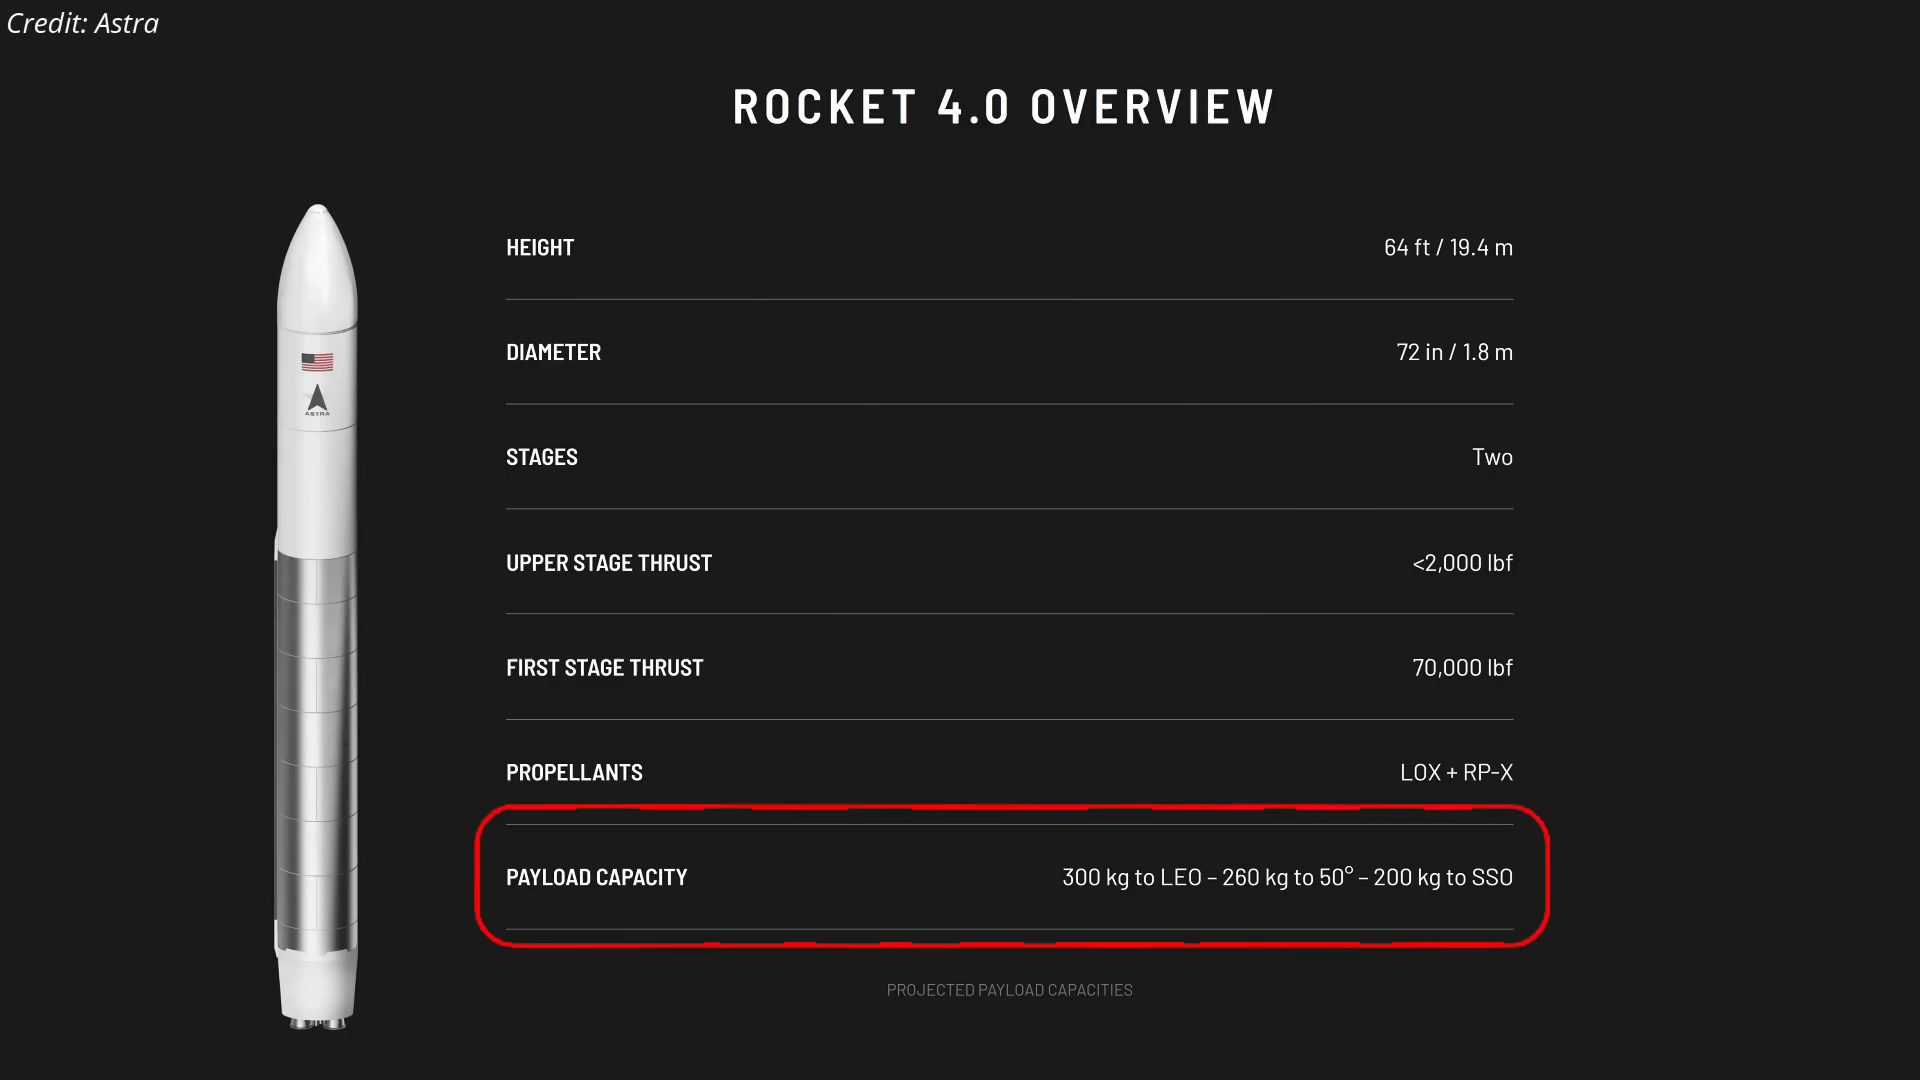 Credit: Astra
ROCKET 4.0 OVERVIEW
HEIGHT 64 ft / 19.4 m
DIAMETER 72 in / 1.8 m
ASTRA
STAGES Two
UPPER STAGE THRUST <2,000 lbf
FIRST STAGE THRUST 70,000 lbf
PROPELLANTS LOX + RP-X
PAYLOAD CAPACITY 300 kg to LEO – 260 kg to 50° – 200 kg to SSO
PROJECTED PAYLOAD CAPACITIES